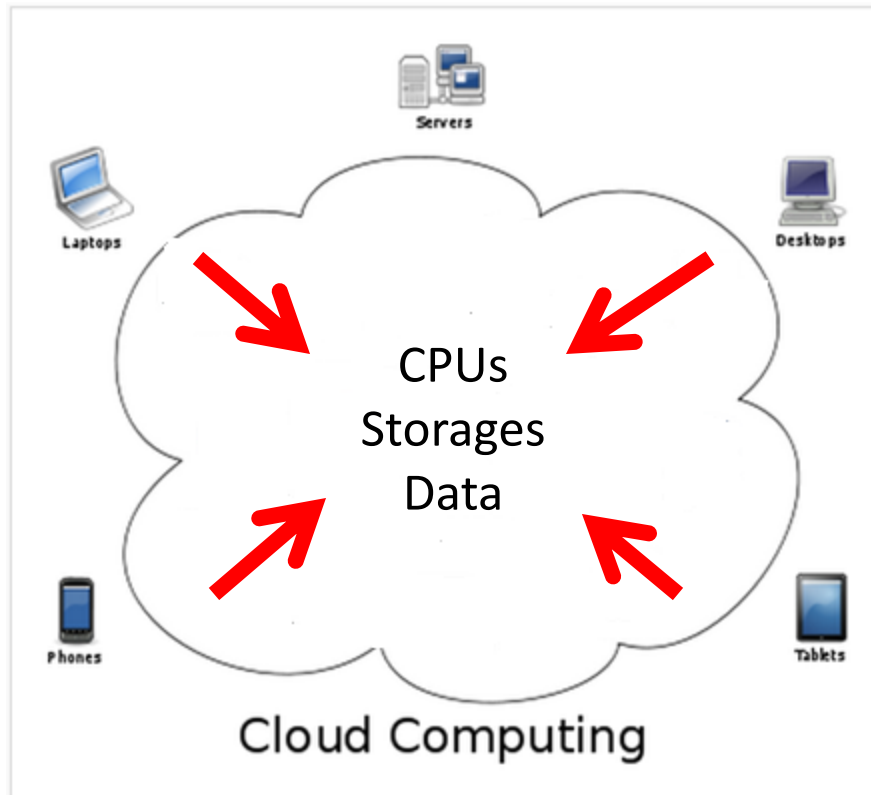 Servers
Laptops
Desktops
CPUs
Storages
Data
Phones
Tablets
Cloud Computing